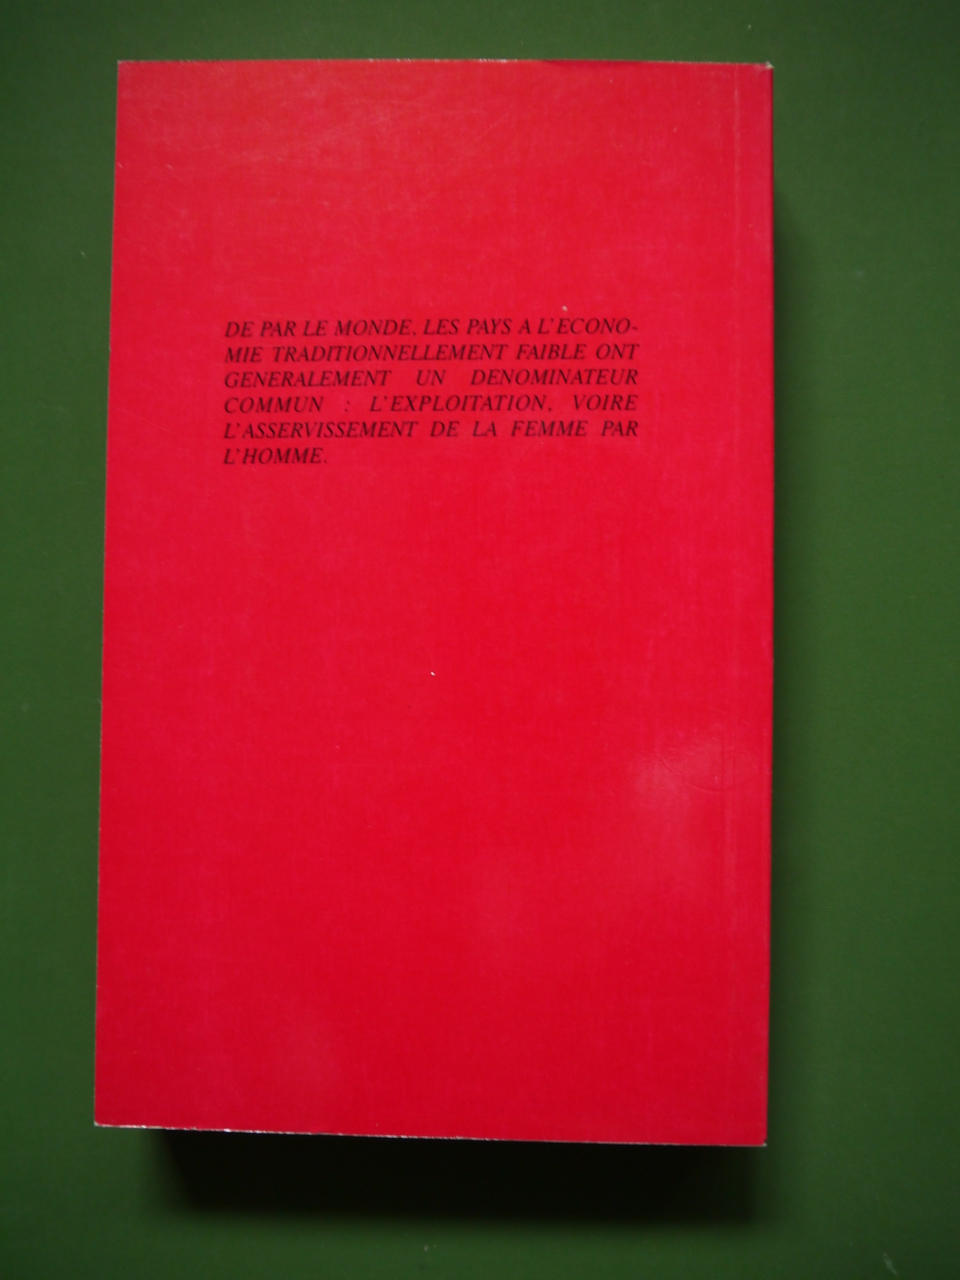 DE PAR LE MONDE, LES PAYS A L'ECONO-
MIE TRADITIONNELLEMENT FAIBLE ONT
GENERALEMENT UN DENOMINATEUR
COMMUN : L'EXPLOITATION, VOIRE
L'ASSERVISSEMENT DE LA FEMME PAR
L'HOMME.